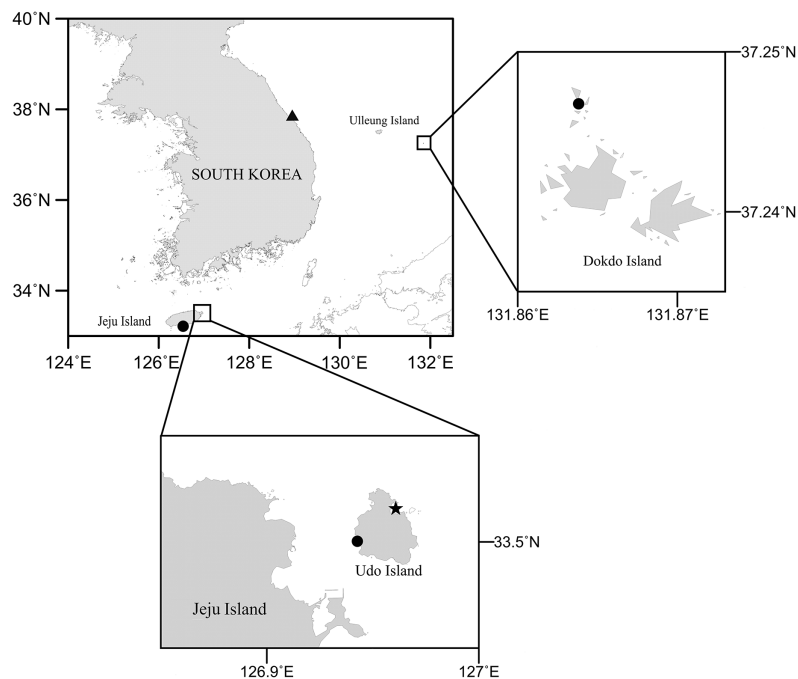 40°N
37.25°N
38°N
Ulleung Island
SOUTH KOREA
36°N
37.24°N
Dokdo Island
34°N
131.86°E
131.87°E
Jeju Island
124°E
126°E
128°E
130°E
132°E
33.5°N
Udo Island
Jeju Island
126.9°E
127°E